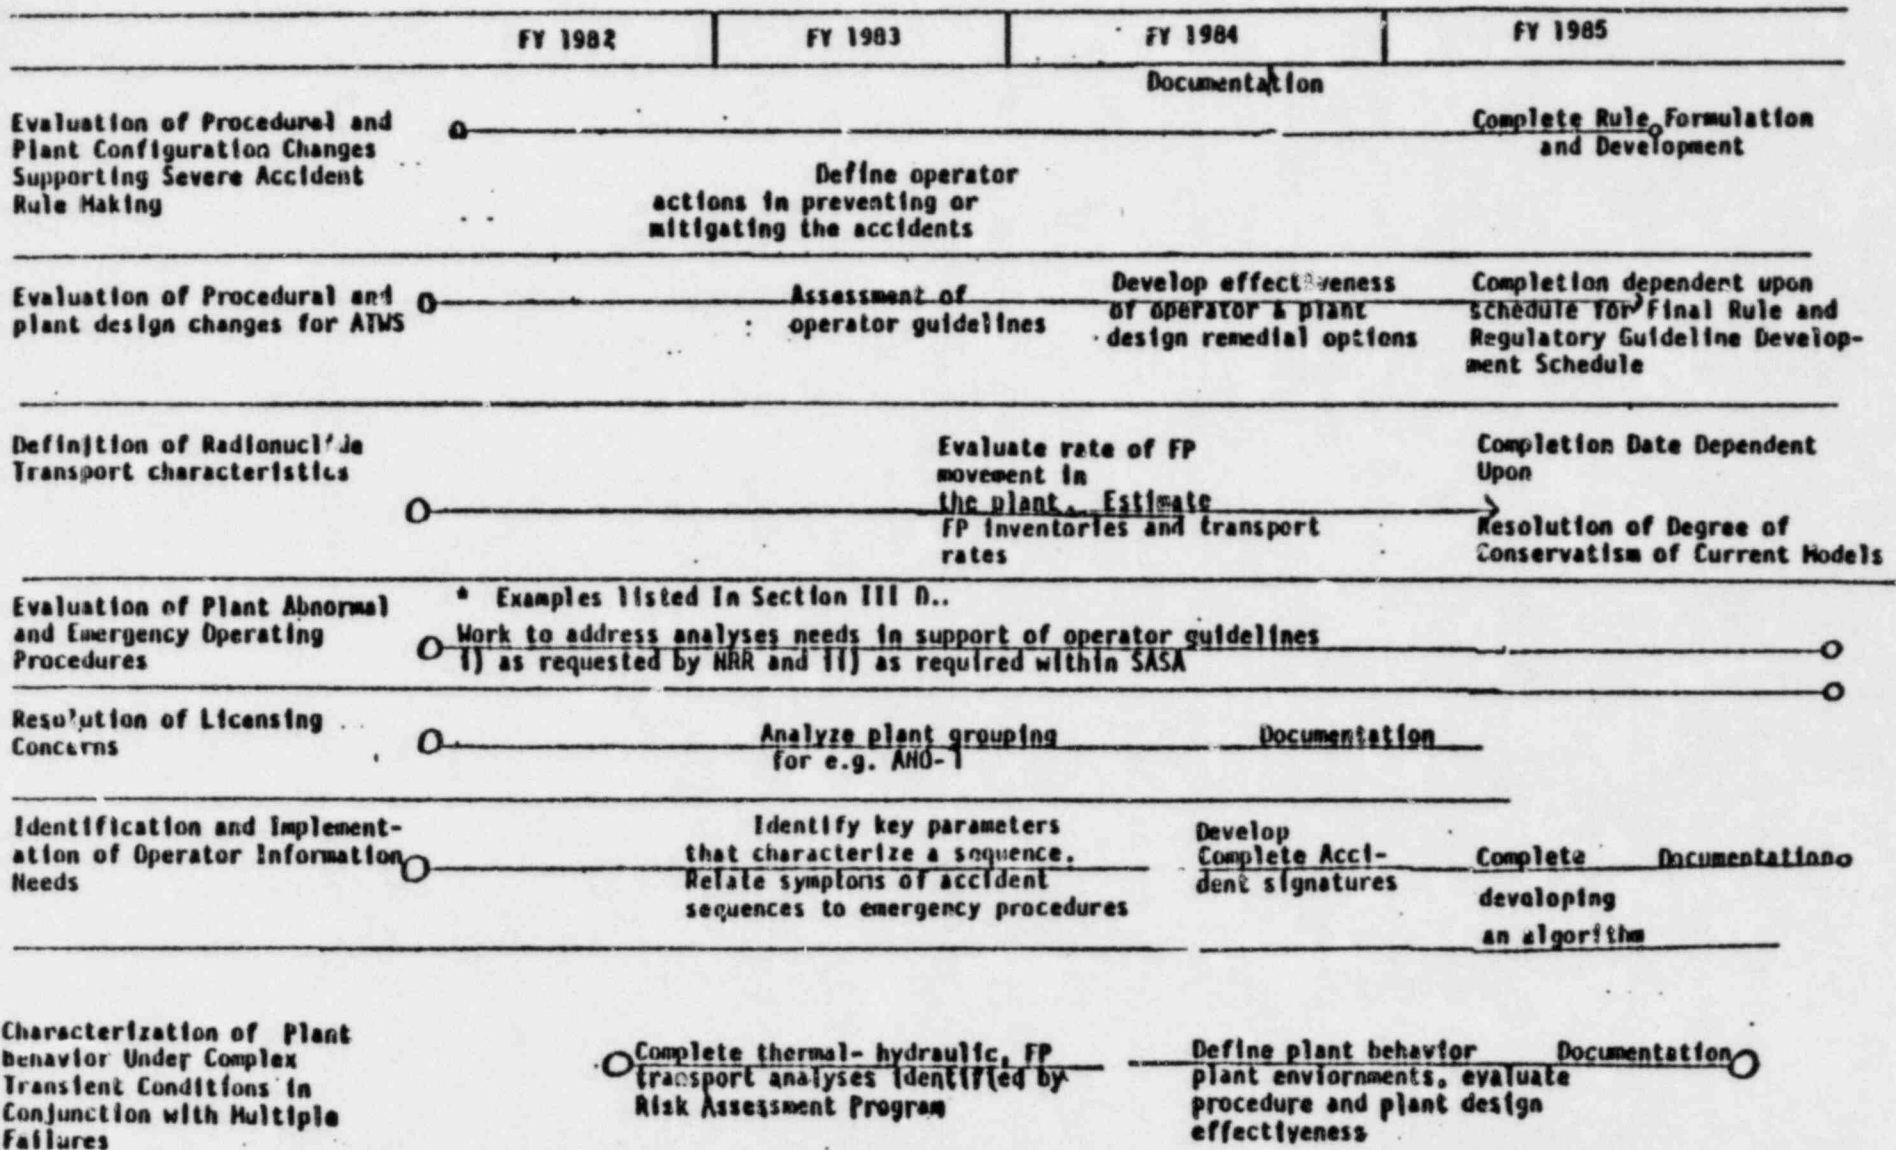 FY 1982 FY 1983 FY 1984 FY 1985
Documentation
Evaluation of Procedural and
Plant Configuration Changes
Supporting Severe Accident
Rule Making
Define operator
actions in preventing or
mitigating the accidents
Complete Rule Formulation
and Development
Evaluation of Procedural and
plant design changes for ATWS
Assessment of
operator guidelines
Develop effectiveness
of operator & plant
design remedial options
Completion dependent upon
schedule for Final Rule and
Regulatory Guideline Develop-
ment Schedule
Definition of Radionuclide
Transport characteristics
Evaluate rate of FP
movement in
the plant. Estimate
FP inventories and transport
rates
Completion Date Dependent
Upon
Resolution of Degree of
Conservatism of Current Models
Evaluation of Plant Abnormal
and Emergency Operating
Procedures
* Examples listed In Section III D..
Work to address analyses needs in support of operator guidelines
i) as requested by NRR and ii) as required within SASA
Resolution of Licensing
Concerns
Analyze plant grouping
for e.g. ANO-1
Documentation
Identification and Implement-
ation of Operator Information
Needs
Identify key parameters
that characterize a sequence.
Relate symptons of accident
sequences to emergency procedures
Develop
Complete Acci-
dent signatures
Complete
developing
an algorithm
Documentation
Characterization of Plant
Behavior Under Complex
Transient Conditions in
Conjunction with Multiple
Failures
Complete thermal- hydraulic, FP
transport analyses identified by
Risk Assessment Program
Define plant behavior
plant enviornments, evaluate
procedure and plant design
effectiveness
Documentation